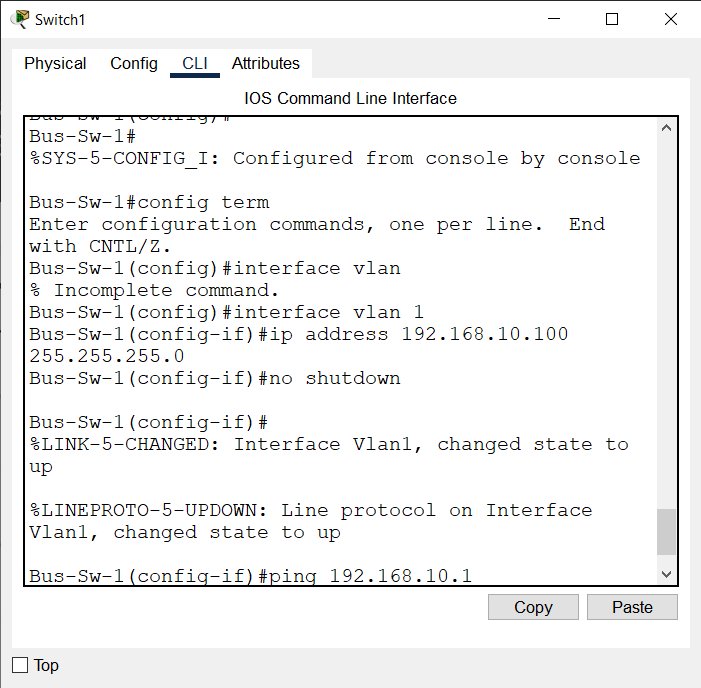 Switch1
Physical Config CLI Attributes
IOS Command Line Interface
Bus-Sw-1(config)#
Bus-Sw-1#
%SYS-5-CONFIG_I: Configured from console by console
Bus-Sw-1#config term
Enter configuration commands, one per line.  End
with CNTL/Z.
Bus-Sw-1(config)#interface vlan
% Incomplete command.
Bus-Sw-1(config)#interface vlan 1
Bus-Sw-1(config-if)#ip address 192.168.10.100
255.255.255.0
Bus-Sw-1(config-if)#no shutdown
Bus-Sw-1(config-if)#
%LINK-5-CHANGED: Interface Vlan1, changed state to
up
%LINEPROTO-5-UPDOWN: Line protocol on Interface
Vlan1, changed state to up
Bus-Sw-1(config-if)#ping 192.168.10.1
Copy Paste
Top